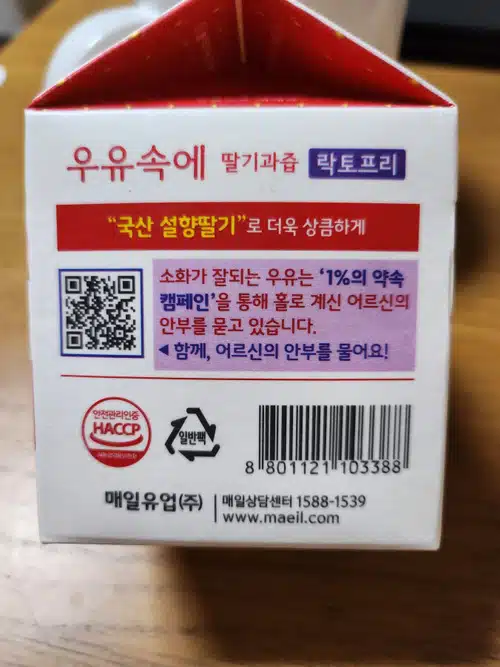 우유속에 딸기과즙 락토프리
“국산 설향딸기”로 더욱 상큼하게
소화가 잘되는 우유는 ‘1%의 약속
캠페인’을 통해 홀로 계신 어르신의
안부를 묻고 있습니다.
◀ 함께, 어르신의 안부를 물어요!
안전관리인증
HACCP
일반팩
8 801121 103388
매일유업(주)
매일상담센터 1588-1539
www.maeil.com